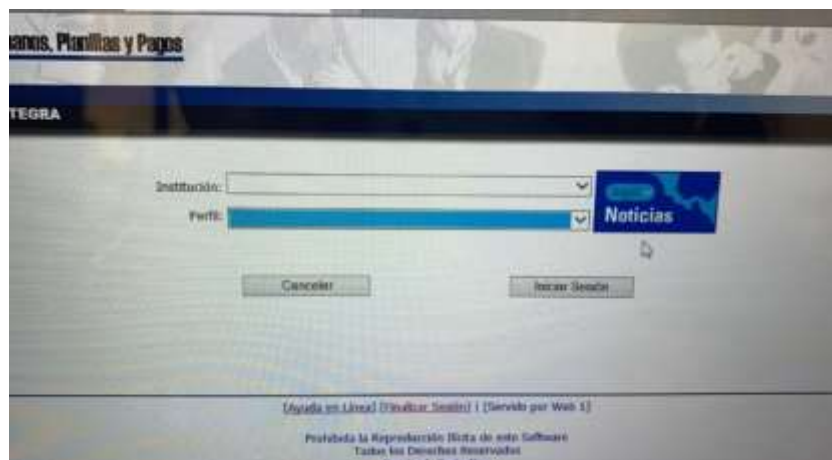 anos, Planillas y Pagos
TEGRA
Institución:
Perfil:
Noticias
Cancelar
Iniciar Sesión
[Ayuda en Línea] [Finalizar Sesión] | [Servido por Web 1]
Prohibida la Reproducción Ilícita de este Software
Todos los Derechos Reservados